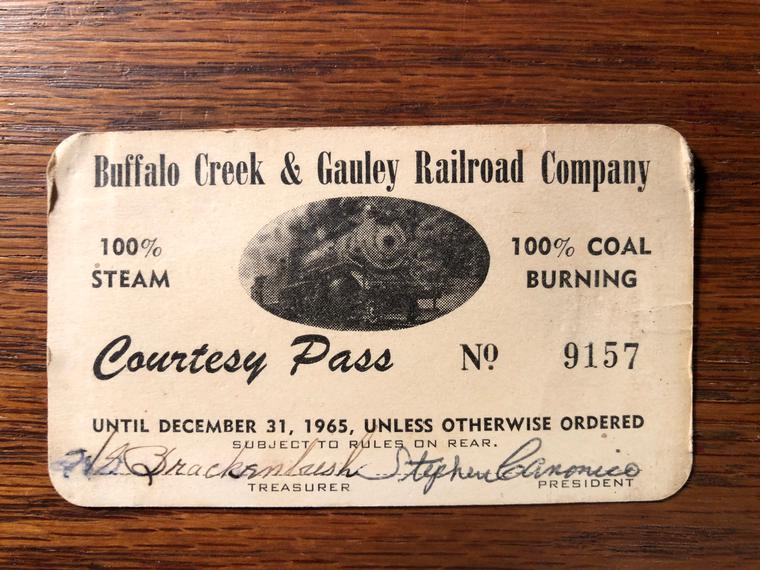 Buffalo Creek & Gauley Railroad Company
100%
STEAM
100% COAL
BURNING
Courtesy Pass Nº 9157
UNTIL DECEMBER 31, 1965, UNLESS OTHERWISE ORDERED
SUBJECT TO RULES ON REAR.
Stephen Canonico
TREASURER PRESIDENT